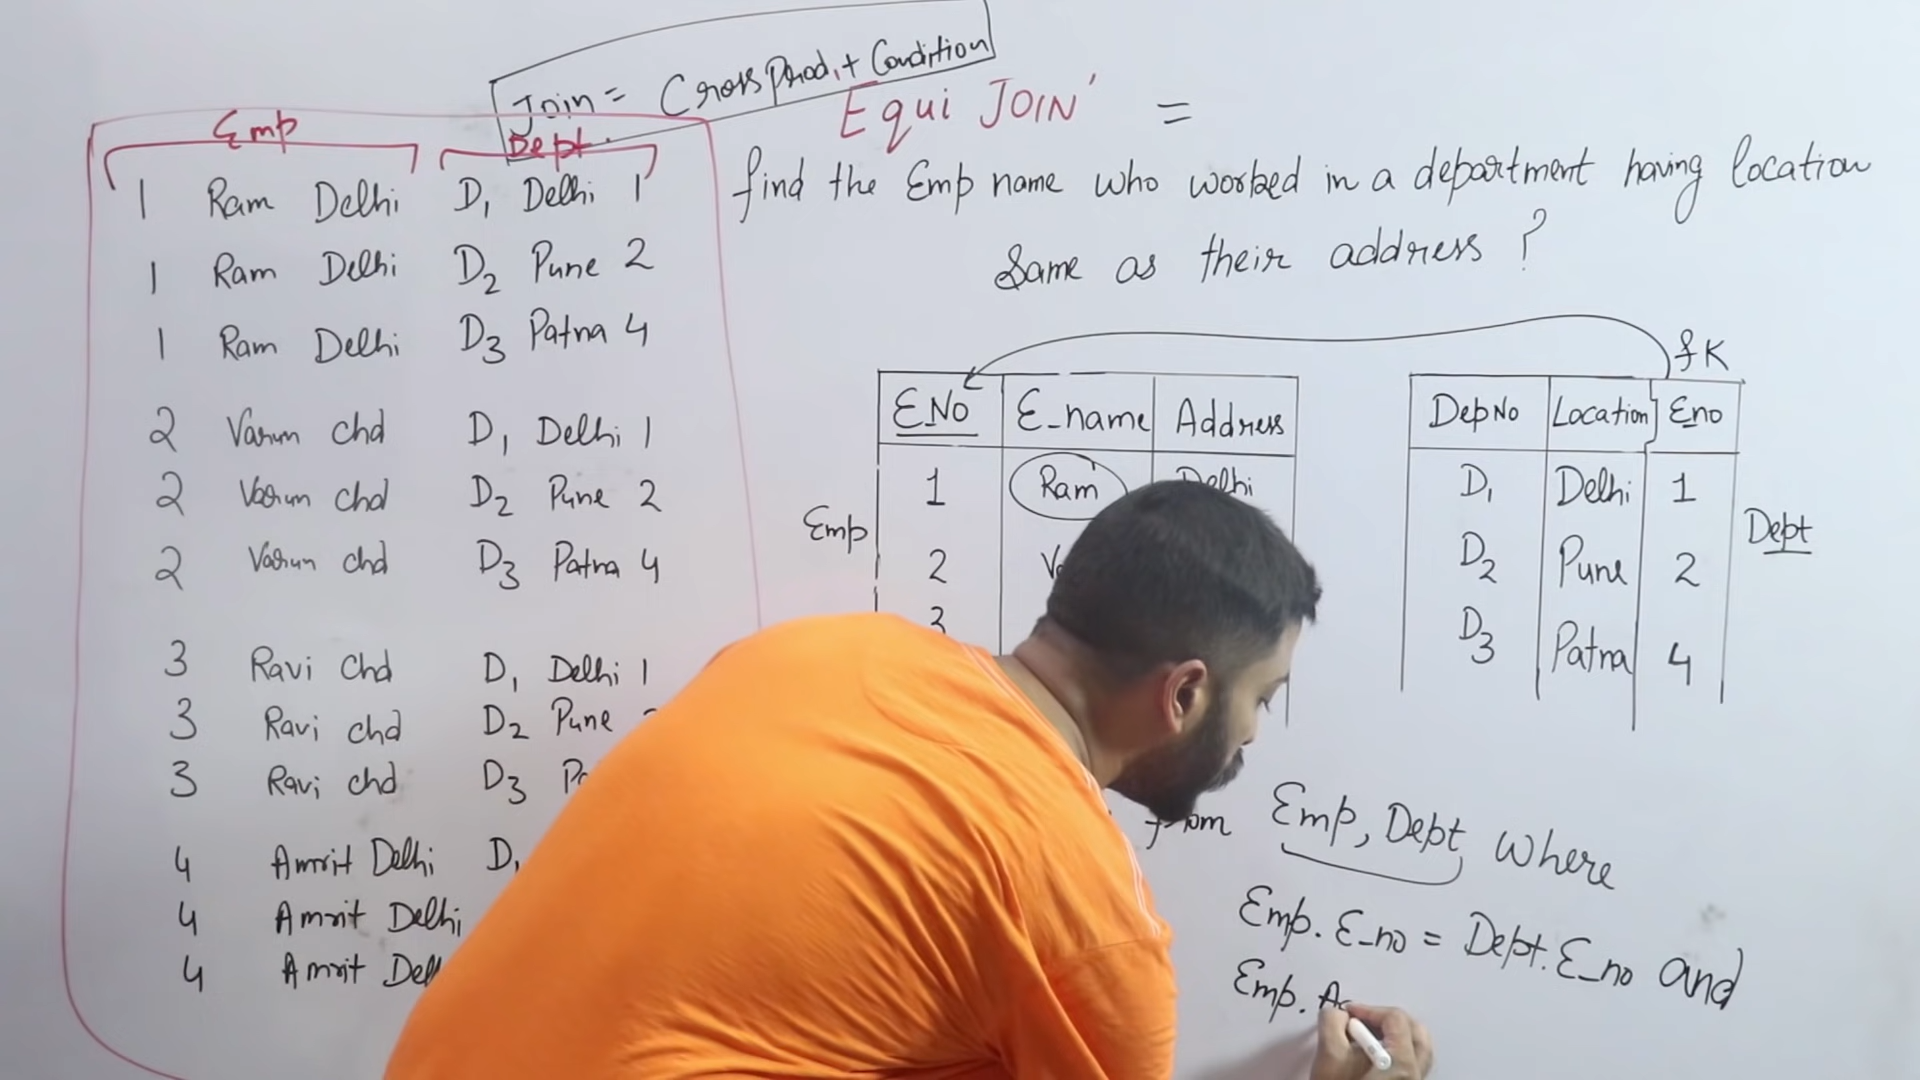 Join = Cross Prod. + Condition
Equi JOIN =
find the Emp name who worked in a department having location
Same as their address ?
Emp Dept
1 Ram Delhi D1 Delhi 1
1 Ram Delhi D2 Pune 2
1 Ram Delhi D3 Patna 4
2 Varun chd D1 Delhi 1
2 Varun chd D2 Pune 2
2 Varun chd D3 Patna 4
3 Ravi chd D1 Delhi 1
3 Ravi chd D2 Pune
3 Ravi chd D3
4 Amrit Delhi D1
4 Amrit Delhi
4 Amrit
Emp
E.No E_name Address
1 Ram Delhi
2
3
fK
DepNo Location Eno
D1 Delhi 1
D2 Pune 2
D3 Patna 4
Dept
from Emp, Dept where
Emp. E_no = Dept. E_no and
Emp.